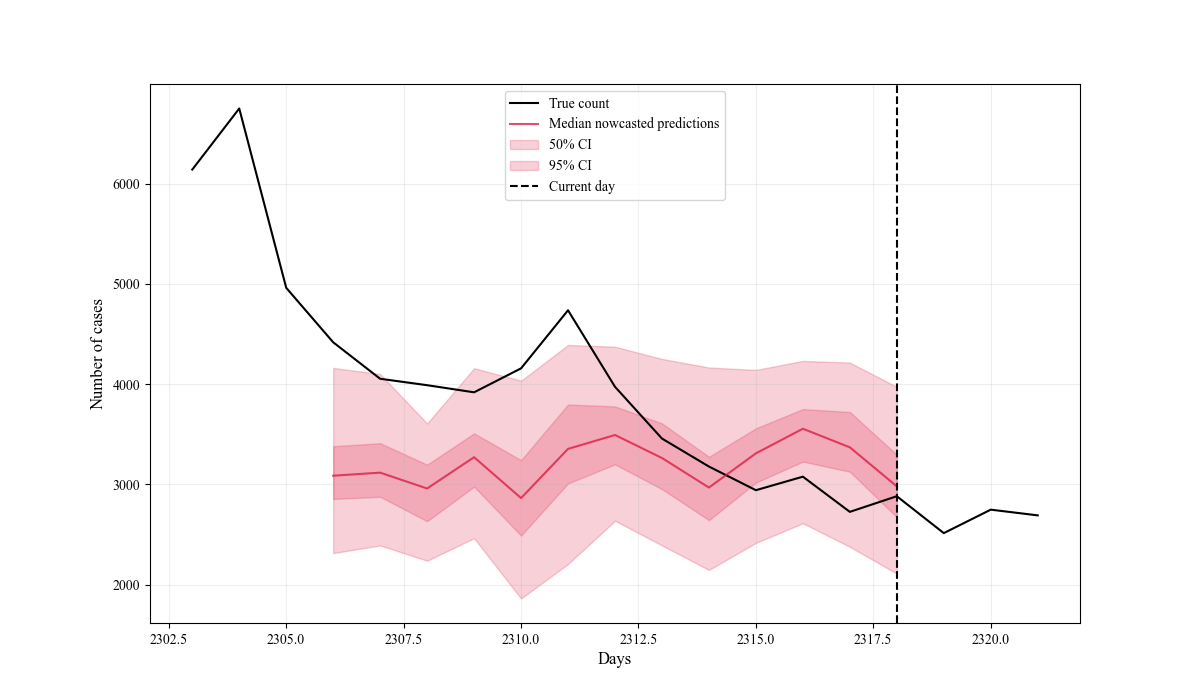 True count
Median nowcasted predictions
50% CI
95% CI
Current day
6000
5000
4000
3000
2000
Number of cases
2302.5 2305.0 2307.5 2310.0 2312.5 2315.0 2317.5 2320.0
Days